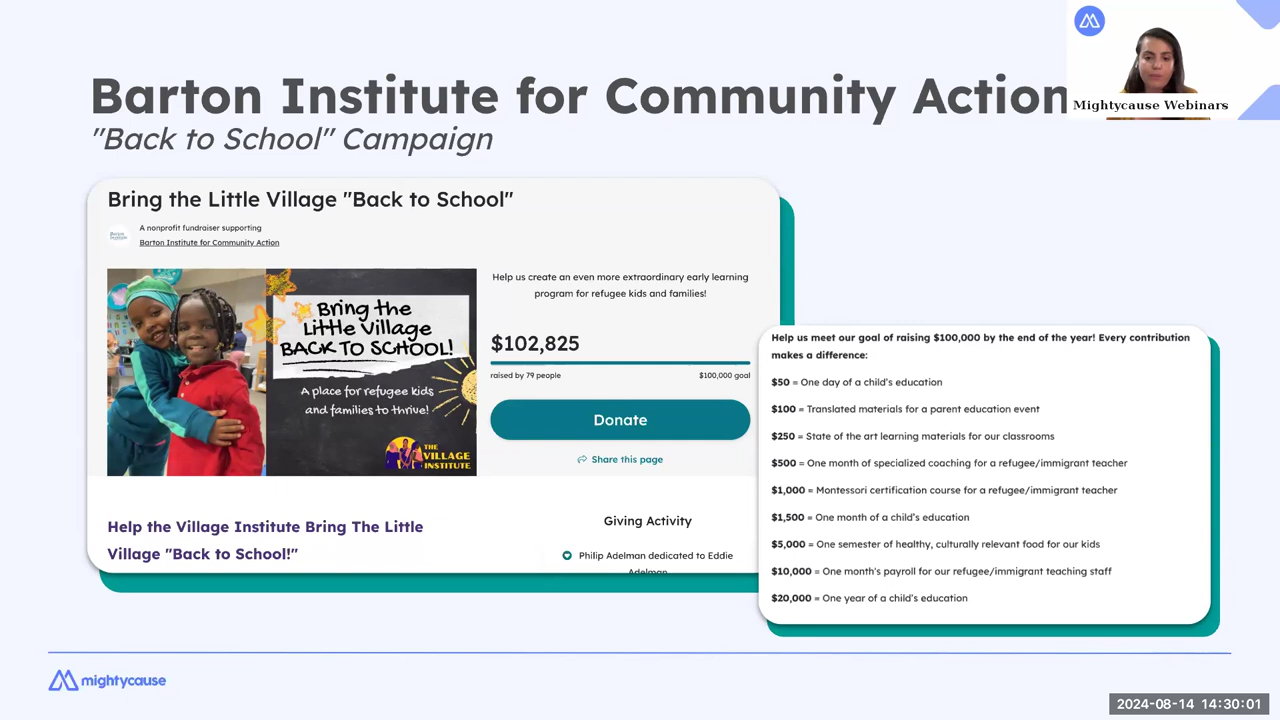 Barton Institute for Community Action
"Back to School" Campaign
Mightycause Webinars
Bring the Little Village "Back to School"
A nonprofit fundraiser supporting
Barton Institute for Community Action
Bring the
Little Village
BACK TO SCHOOL!
A place for refugee kids
and families to thrive!
THE
VILLAGE
INSTITUTE
Help us create an even more extraordinary early learning
program for refugee kids and families!
$102,825
raised by 79 people
$100,000 goal
Donate
Share this page
Help the Village Institute Bring The Little
Village "Back to School!"
Giving Activity
Philip Adelman dedicated to Eddie
Adelman
Help us meet our goal of raising $100,000 by the end of the year! Every contribution
makes a difference:
$50 = One day of a child's education
$100 = Translated materials for a parent education event
$250 = State of the art learning materials for our classrooms
$500 = One month of specialized coaching for a refugee/immigrant teacher
$1,000 = Montessori certification course for a refugee/immigrant teacher
$1,500 = One month of a child's education
$5,000 = One semester of healthy, culturally relevant food for our kids
$10,000 = One month's payroll for our refugee/immigrant teaching staff
$20,000 = One year of a child's education
mightycause
2024-08-14 14:30:01